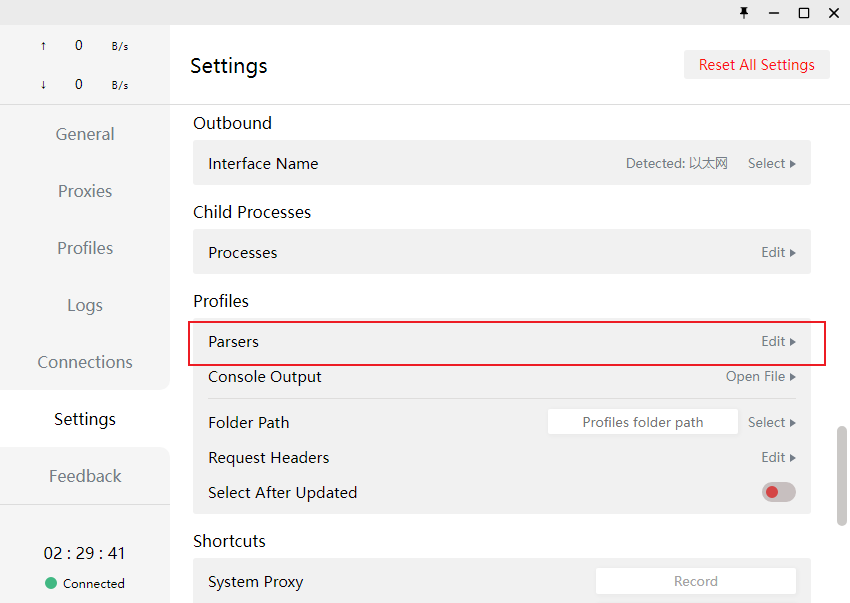 ↑ 0 B/s
↓ 0 B/s
General
Proxies
Profiles
Logs
Connections
Settings
Feedback
02 : 29 : 41
Connected
Settings
Reset All Settings
Outbound
Interface Name Detected: 以太网 Select
Child Processes
Processes Edit
Profiles
Parsers Edit
Console Output Open File
Folder Path Profiles folder path Select
Request Headers Edit
Select After Updated
Shortcuts
System Proxy Record